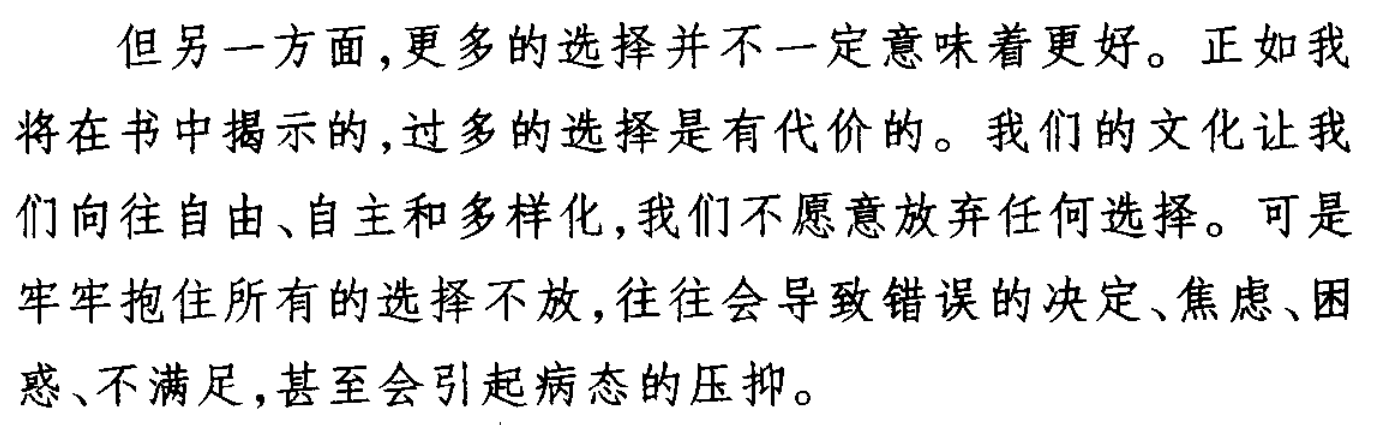 但另一方面,更多的选择并不一定意味着更好。正如我
将在书中揭示的,过多的选择是有代价的。我们的文化让我
们向往自由、自主和多样化,我们不愿意放弃任何选择。可是
牢牢抱住所有的选择不放,往往会导致错误的决定、焦虑、困
惑、不满足,甚至会引起病态的压抑。